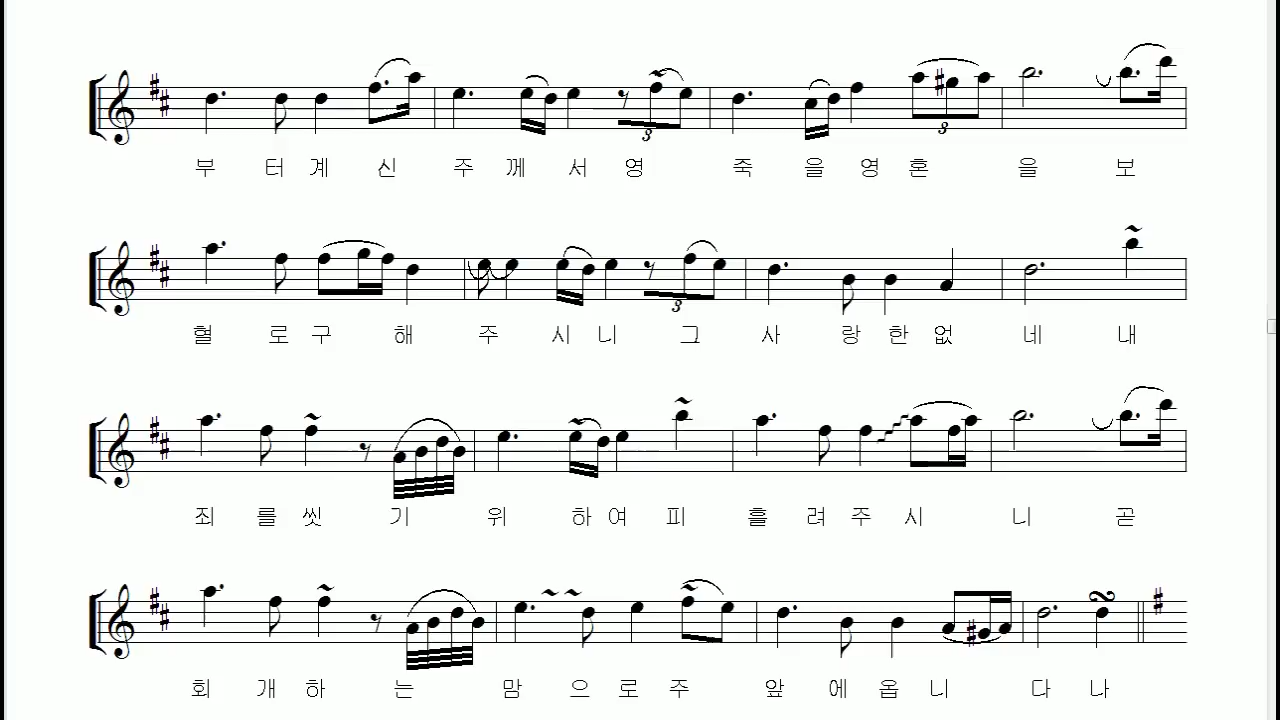 부 터 계 신 주 께 서 영 죽 을 영 혼 을 보
혈 로 구 해 주 시 니 그 사 랑 한 없 네 내
죄 를 씻 기 위 하 여 피 흘 려 주 시 니 곧
회 개 하 는 맘 으 로 주 앞 에 옵 니 다 나